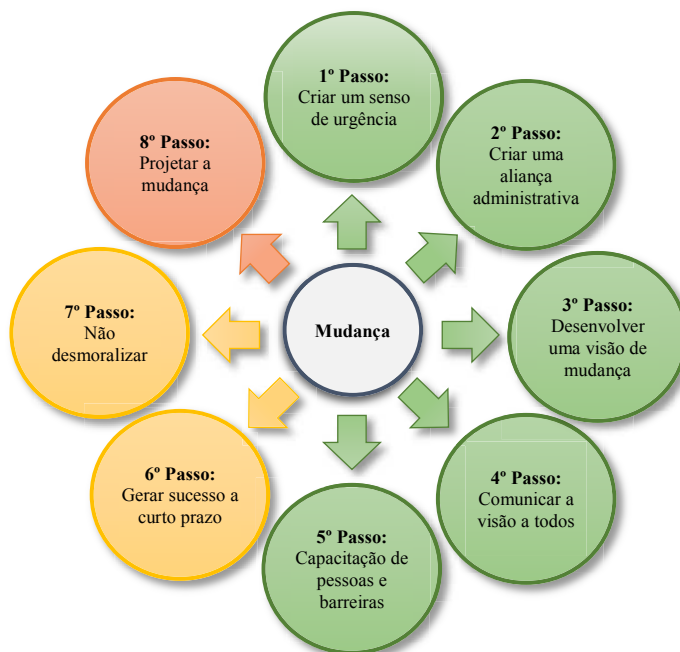 1º Passo:
Criar um senso
de urgência
2º Passo:
Criar uma
aliança
administrativa
3º Passo:
Desenvolver
uma visão de
mudança
4º Passo:
Comunicar a
visão a todos
5º Passo:
Capacitação de
pessoas e
barreiras
6º Passo:
Gerar sucesso a
curto prazo
7º Passo:
Não
desmoralizar
8º Passo:
Projetar a
mudança
Mudança